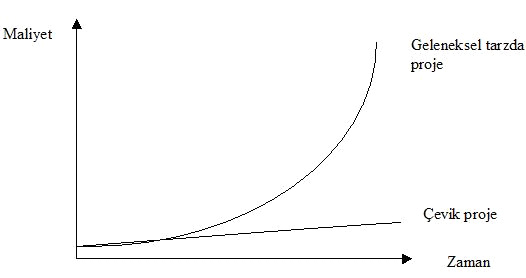 Maliyet
Geleneksel tarzda
proje
Çevik proje
Zaman